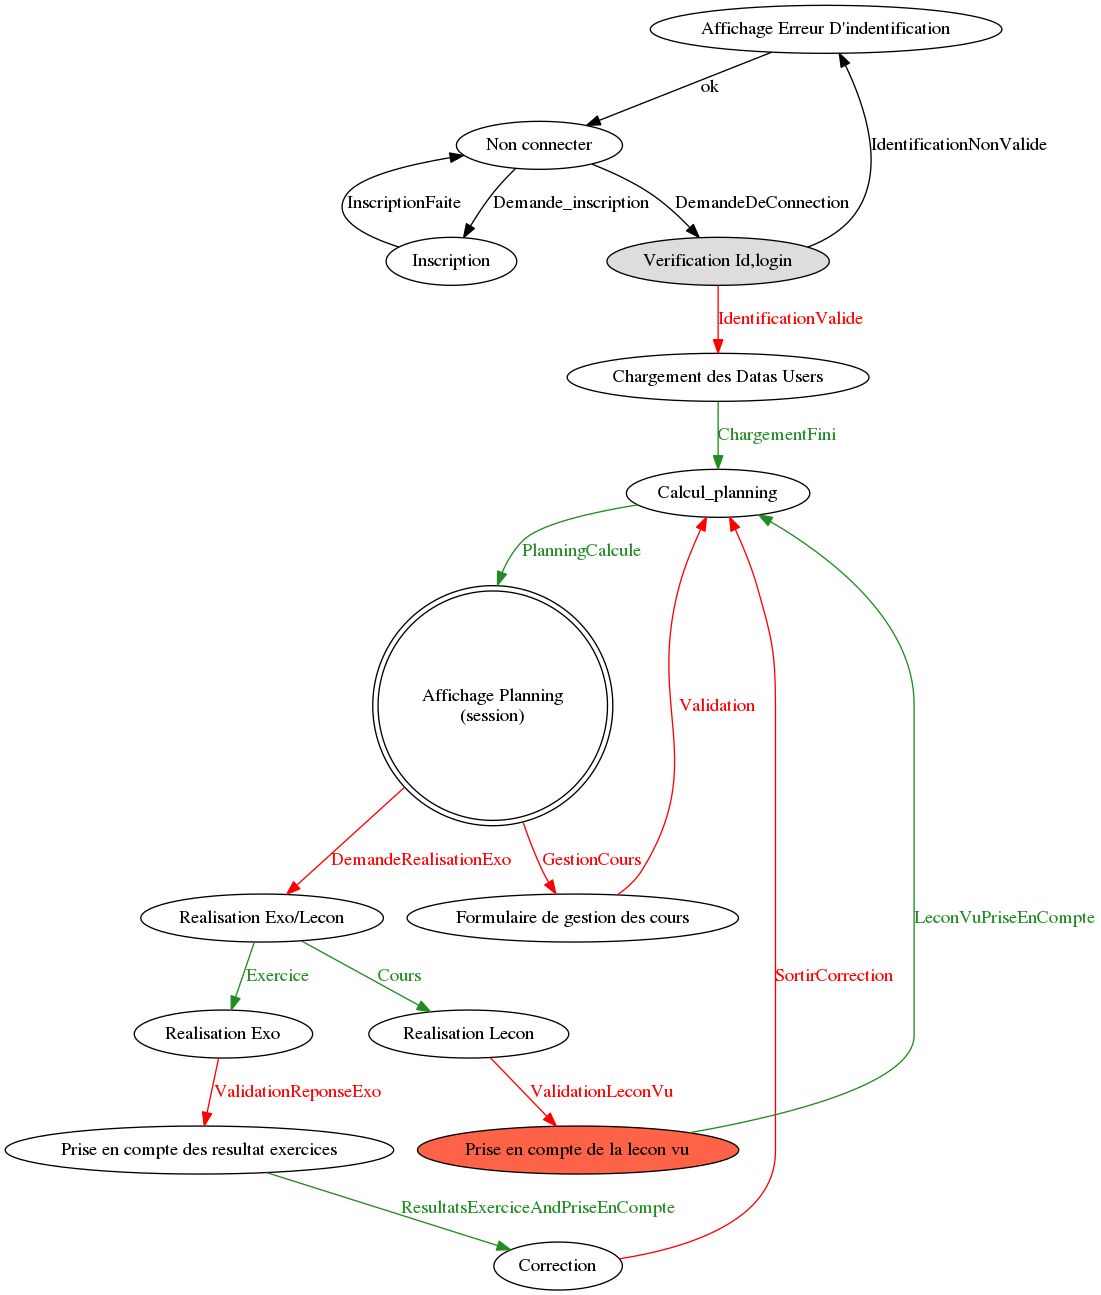 Affichage Erreur D'indentification
ok
Non connecter
IdentificationNonValide
InscriptionFaite
Demande_inscription
DemandeDeConnection
Inscription
Verification Id,login
IdentificationValide
Chargement des Datas Users
ChargementFini
Calcul_planning
PlanningCalcule
Affichage Planning
(session)
Validation
DemandeRealisationExo
GestionCours
Realisation Exo/Lecon
Formulaire de gestion des cours
LeconVuPriseEnCompte
Exercice
Cours
SortirCorrection
Realisation Exo
Realisation Lecon
ValidationReponseExo
ValidationLeconVu
Prise en compte des resultat exercices
Prise en compte de la lecon vu
ResultatsExerciceAndPriseEnCompte
Correction